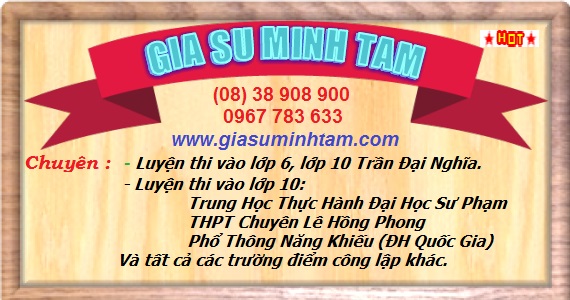 GIA SU MINH TAM
HOT
(08) 38 908 900
0967 783 633
www.giasuminhtam.com
Chuyên : - Luyện thi vào lớp 6, lớp 10 Trần Đại Nghĩa.
- Luyện thi vào lớp 10:
Trung Học Thực Hành Đại Học Sư Phạm
THPT Chuyên Lê Hồng Phong
Phổ Thông Năng Khiếu (ĐH Quốc Gia)
Và tất cả các trường điểm công lập khác.